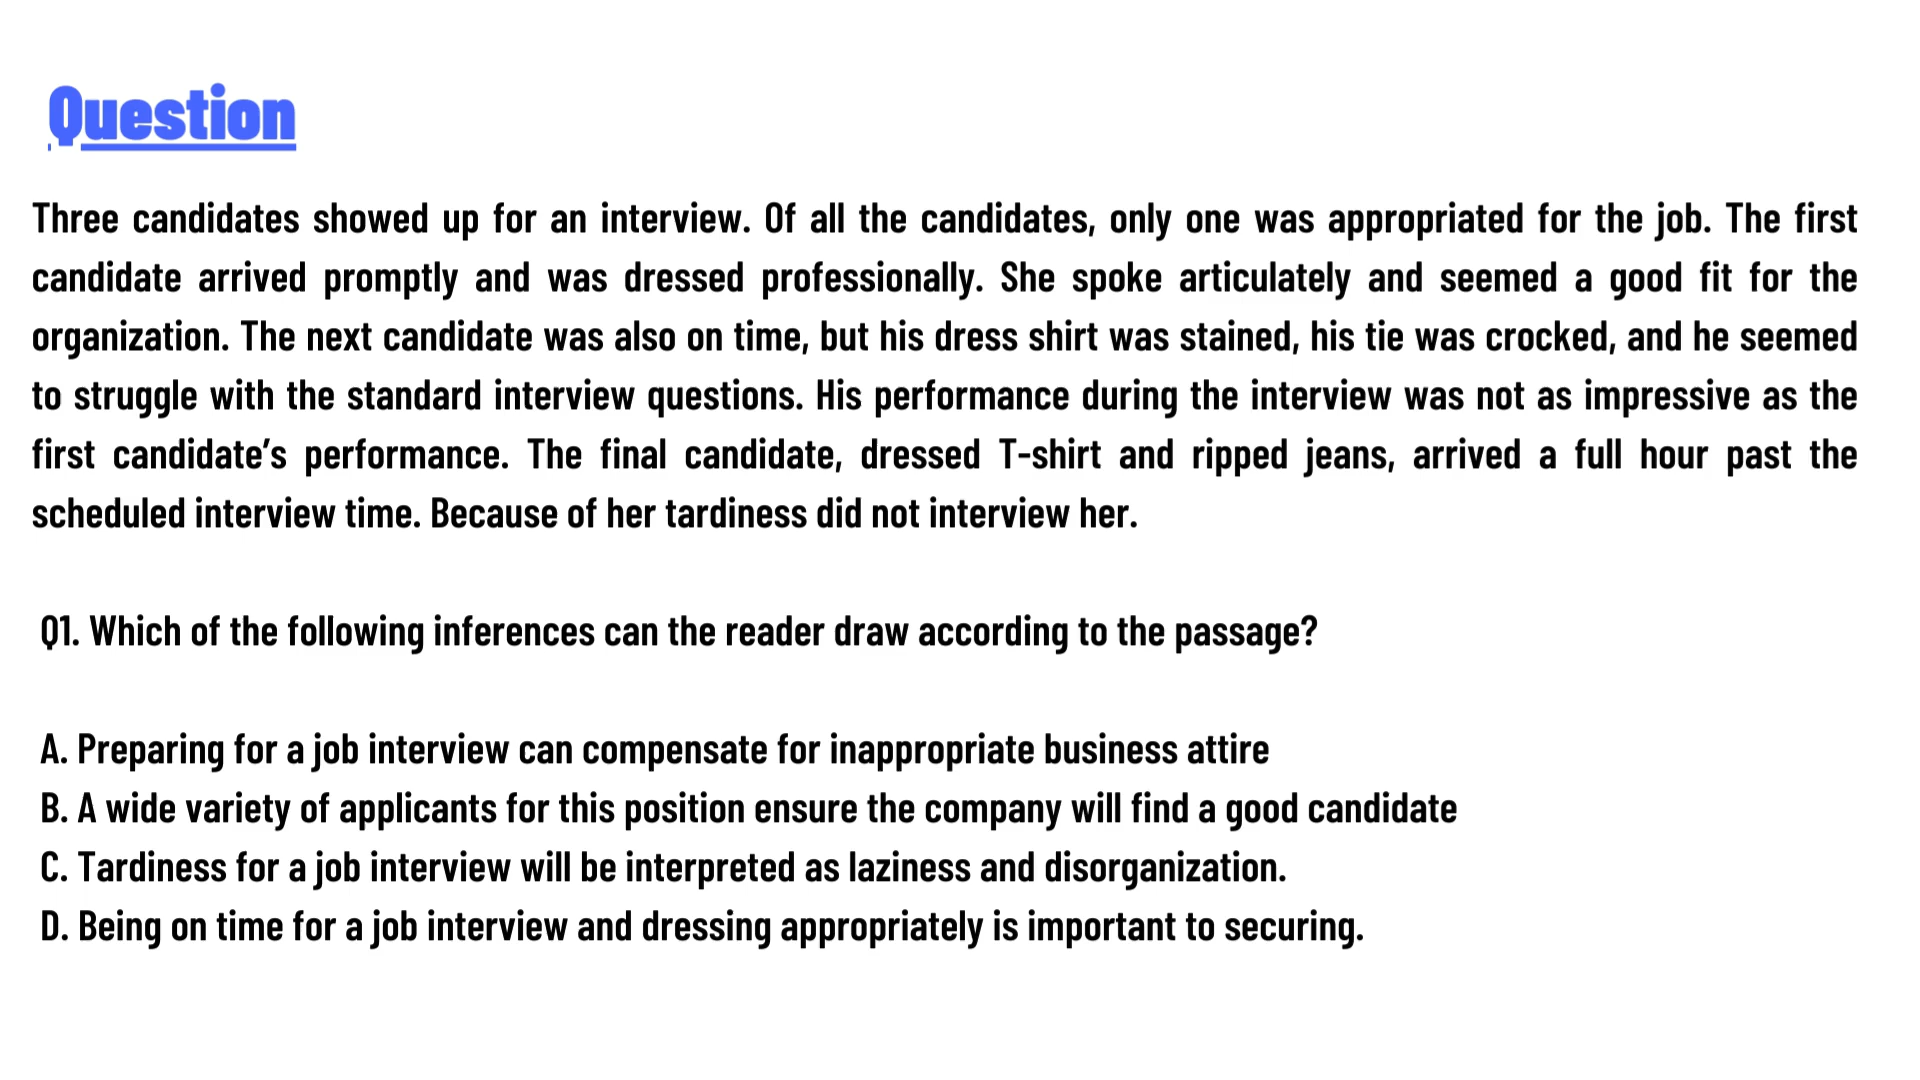 Question
Three candidates showed up for an interview. Of all the candidates, only one was appropriated for the job. The first
candidate arrived promptly and was dressed professionally. She spoke articulately and seemed a good fit for the
organization. The next candidate was also on time, but his dress shirt was stained, his tie was crocked, and he seemed
to struggle with the standard interview questions. His performance during the interview was not as impressive as the
first candidate’s performance. The final candidate, dressed T-shirt and ripped jeans, arrived a full hour past the
scheduled interview time. Because of her tardiness did not interview her.
Q1. Which of the following inferences can the reader draw according to the passage?
A. Preparing for a job interview can compensate for inappropriate business attire
B. A wide variety of applicants for this position ensure the company will find a good candidate
C. Tardiness for a job interview will be interpreted as laziness and disorganization.
D. Being on time for a job interview and dressing appropriately is important to securing.